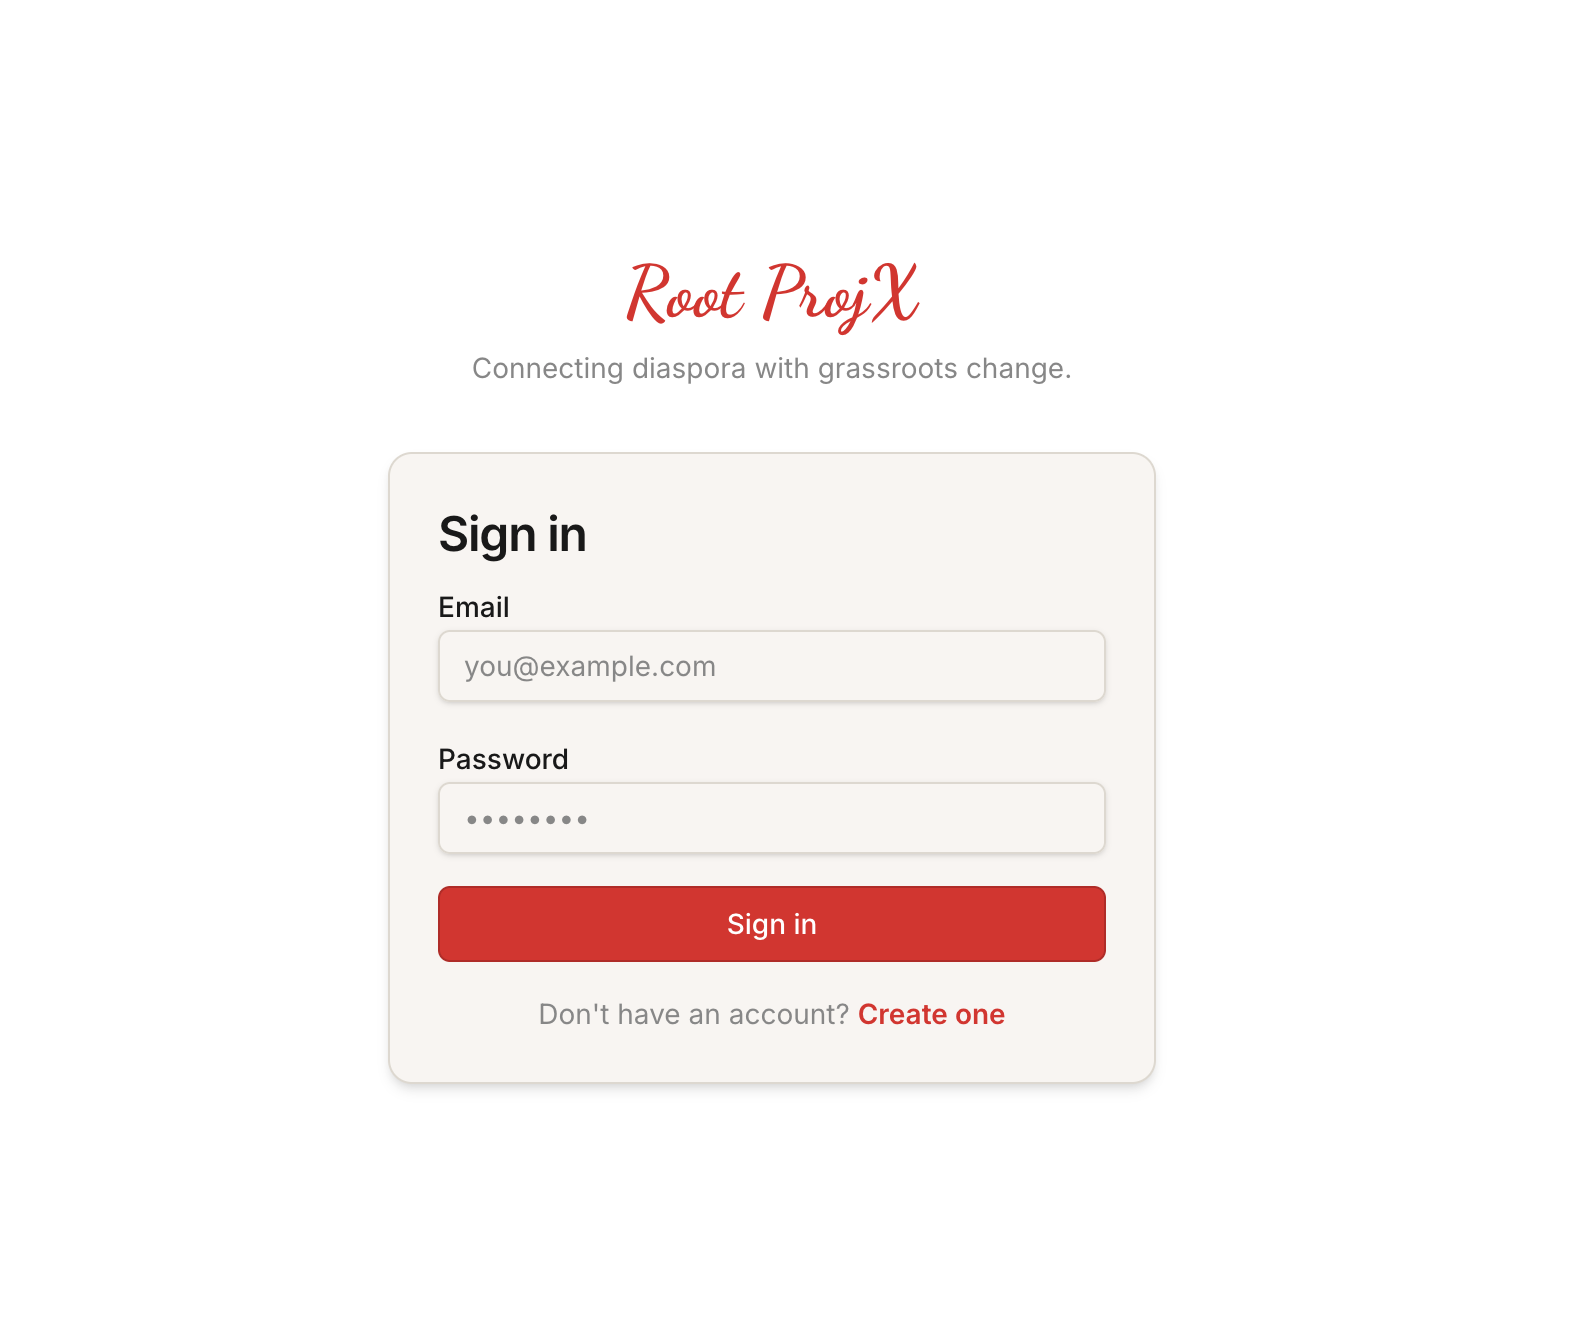 Root ProjX
Connecting diaspora with grassroots change.
Sign in
Email
you@example.com
Password
••••••••
Sign in
Don't have an account? Create one